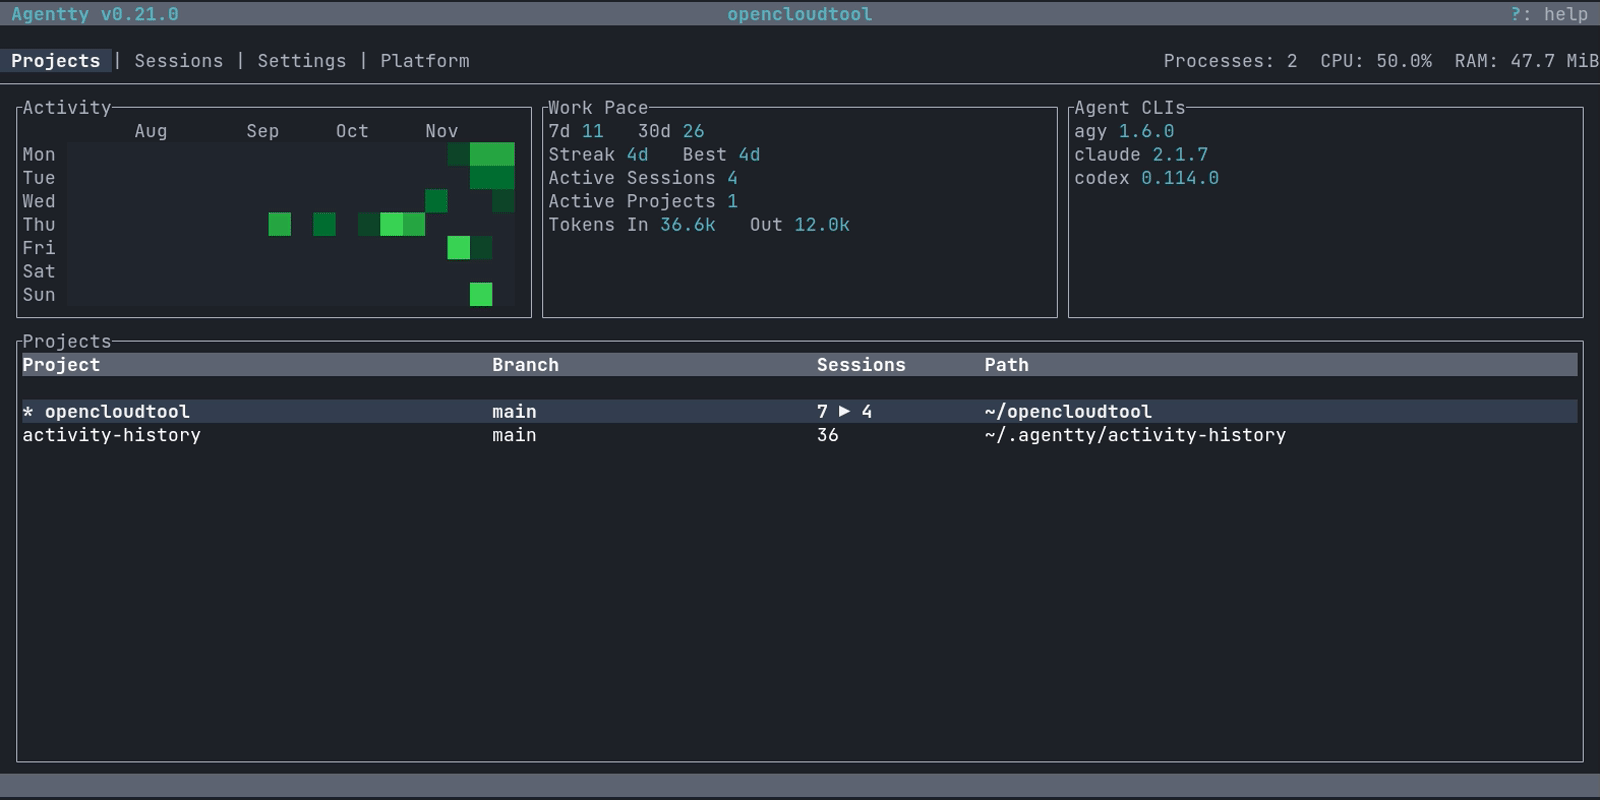 Agentty v0.21.0 opencloudtool ?: help
Projects | Sessions | Settings | Platform Processes: 2 CPU: 50.0% RAM: 47.7 MiB
Activity
Aug Sep Oct Nov
Mon
Tue
Wed
Thu
Fri
Sat
Sun
Work Pace
7d 11 30d 26
Streak 4d Best 4d
Active Sessions 4
Active Projects 1
Tokens In 36.6k Out 12.0k
Agent CLIs
agy 1.6.0
claude 2.1.7
codex 0.114.0
Projects
Project Branch Sessions Path
* opencloudtool main 7 ▶ 4 ~/opencloudtool
activity-history main 36 ~/.agentty/activity-history